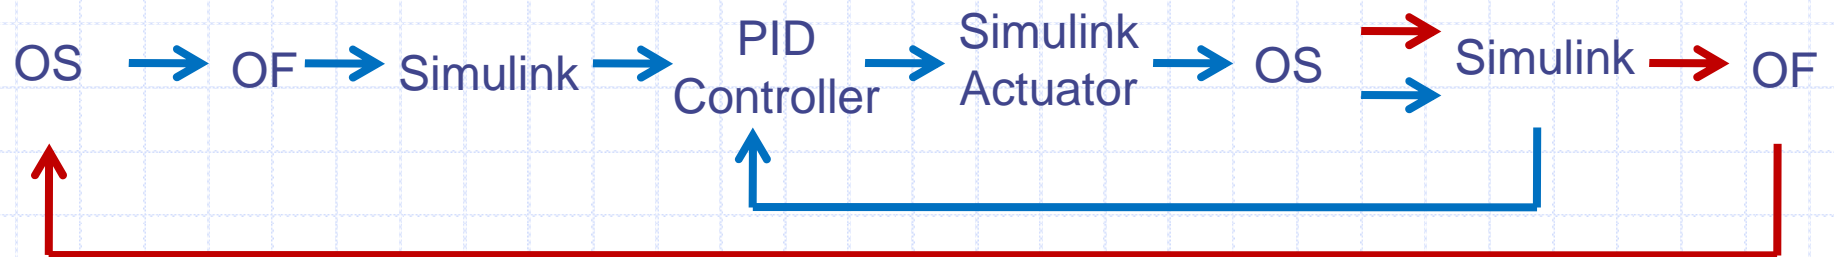 OS
OF
Simulink
PID
Controller
Simulink
Actuator
OS
Simulink
OF